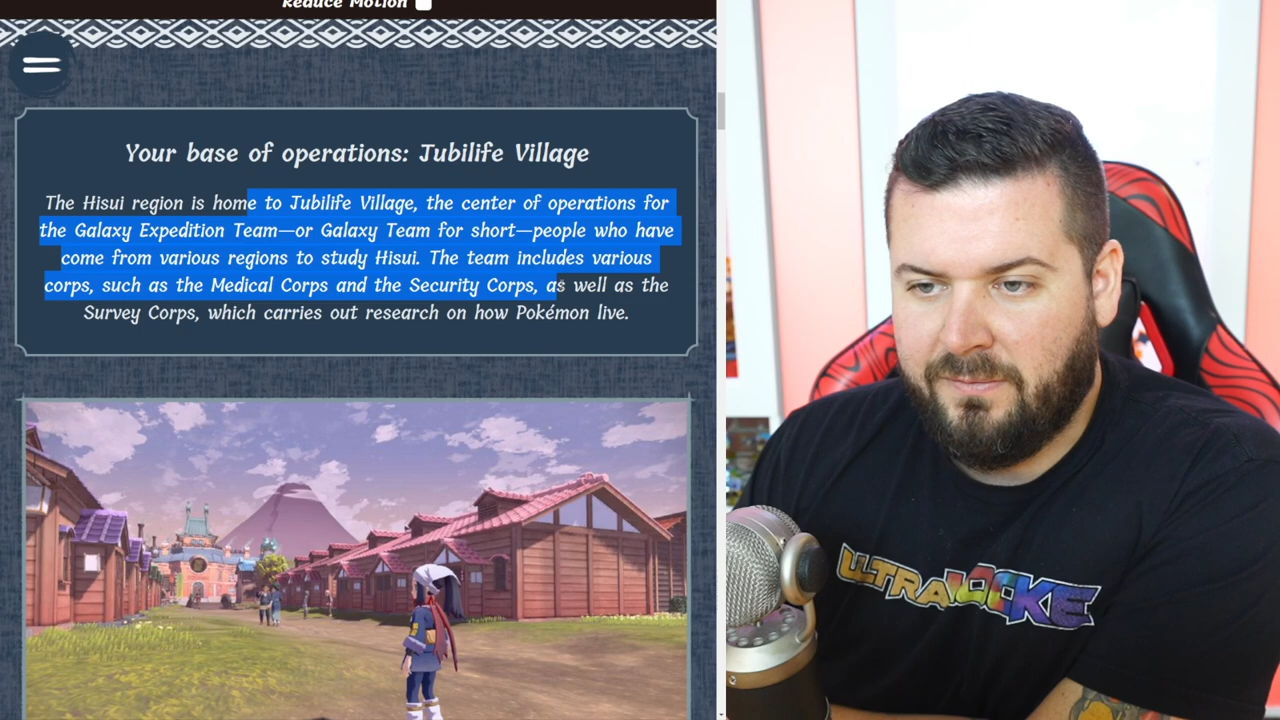 Reduce Motion
Your base of operations: Jubilife Village
The Hisui region is home to Jubilife Village, the center of operations for
the Galaxy Expedition Team—or Galaxy Team for short—people who have
come from various regions to study Hisui. The team includes various
corps, such as the Medical Corps and the Security Corps, as well as the
Survey Corps, which carries out research on how Pokémon live.
ULTRALOCKE